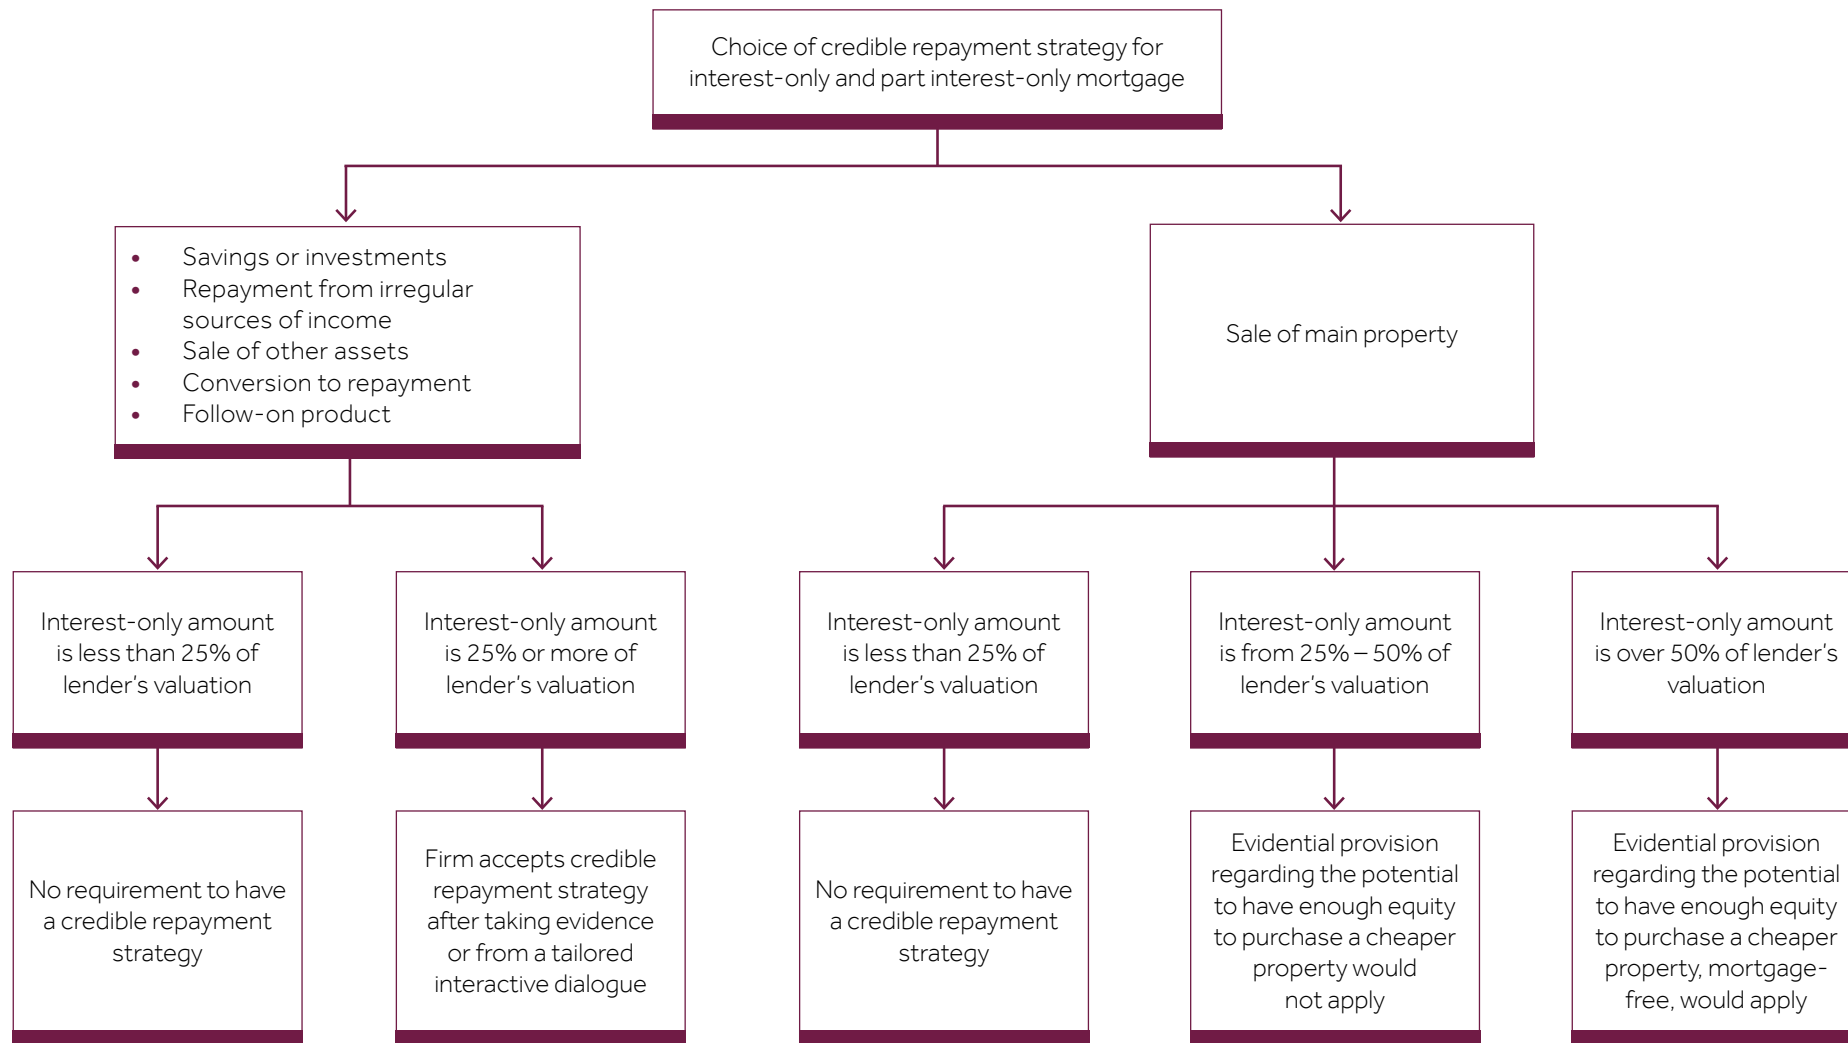 Choice of credible repayment strategy for
interest-only and part interest-only mortgage
• Savings or investments
• Repayment from irregular
sources of income
• Sale of other assets
• Conversion to repayment
• Follow-on product
Sale of main property
Interest-only amount
is less than 25% of
lender's valuation
Interest-only amount
is 25% or more of
lender's valuation
Interest-only amount
is less than 25% of
lender's valuation
Interest-only amount
is from 25% – 50% of
lender's valuation
Interest-only amount
is over 50% of lender's
valuation
No requirement to have
a credible repayment
strategy
Firm accepts credible
repayment strategy
after taking evidence
or from a tailored
interactive dialogue
No requirement to have
a credible repayment
strategy
Evidential provision
regarding the potential
to have enough equity
to purchase a cheaper
property would
not apply
Evidential provision
regarding the potential
to have enough equity
to purchase a cheaper
property, mortgage-
free, would apply